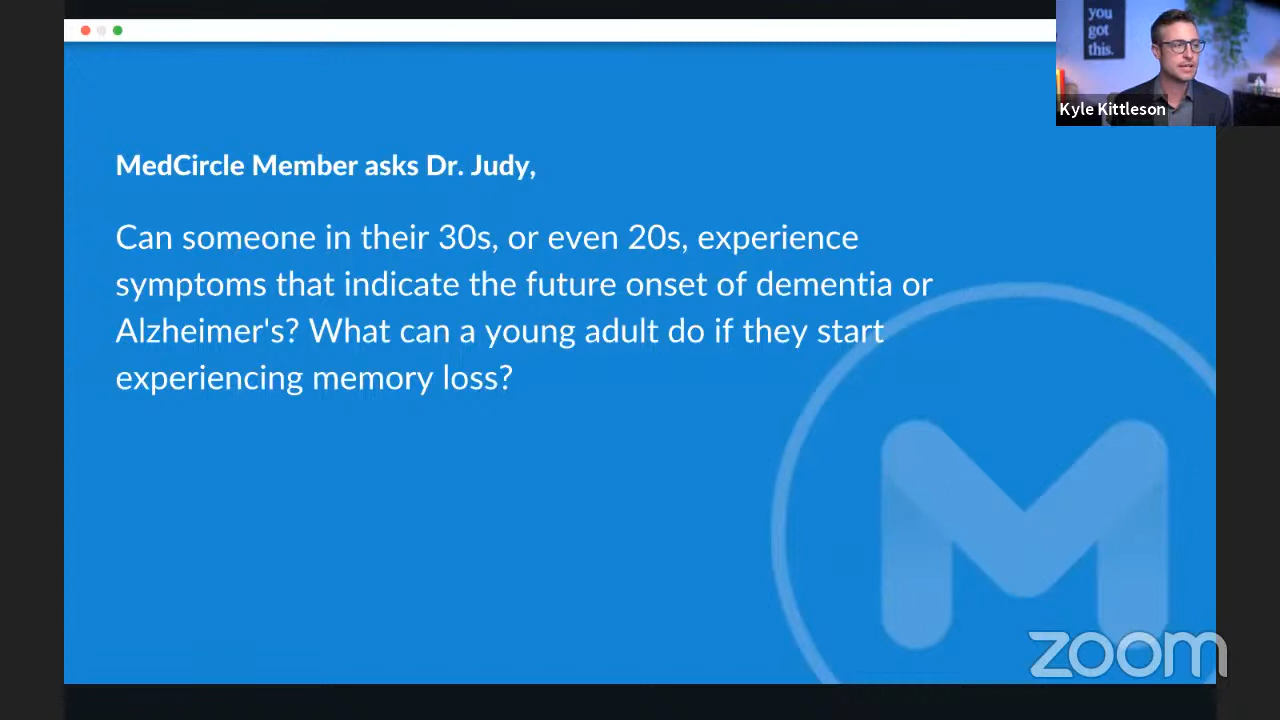 you
got
this.
Kyle Kittleson
MedCircle Member asks Dr. Judy,
Can someone in their 30s, or even 20s, experience
symptoms that indicate the future onset of dementia or
Alzheimer's? What can a young adult do if they start
experiencing memory loss?
M
zoom